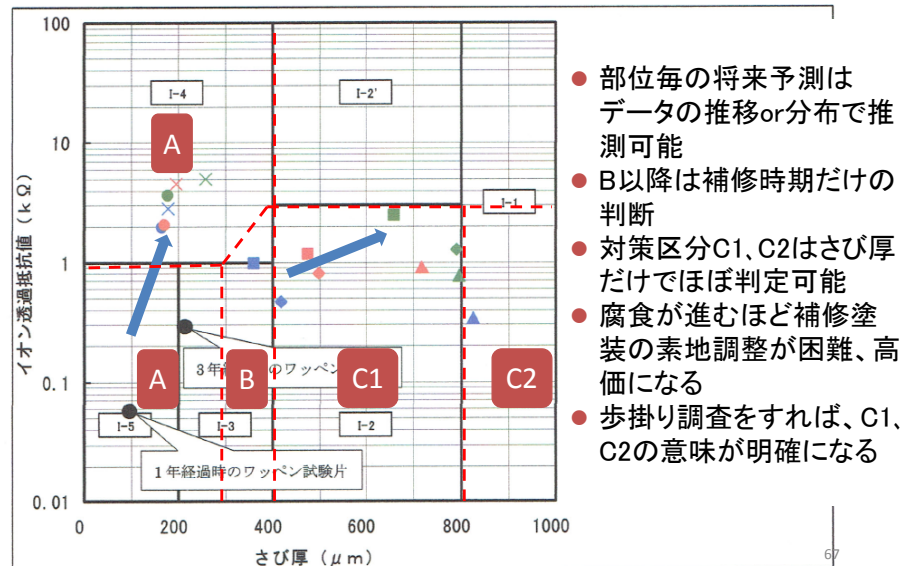 100
10
1
0.1
0.01
イオン透過抵抗値(kΩ)
I-4
I-2'
I-1
A
A
B
C1
C2
3年
のワッペン
I-5
I-3
I-2
1年経過時のワッペン試験片
0
200
400
600
800
1000
さび厚(μm)
● 部位毎の将来予測は
データの推移or分布で推
測可能
● B以降は補修時期だけの
判断
● 対策区分C1、C2はさび厚
だけでほぼ判定可能
● 腐食が進むほど補修塗
装の素地調整が困難、高
価になる
● 歩掛り調査をすれば、C1、
C2の意味が明確になる
67